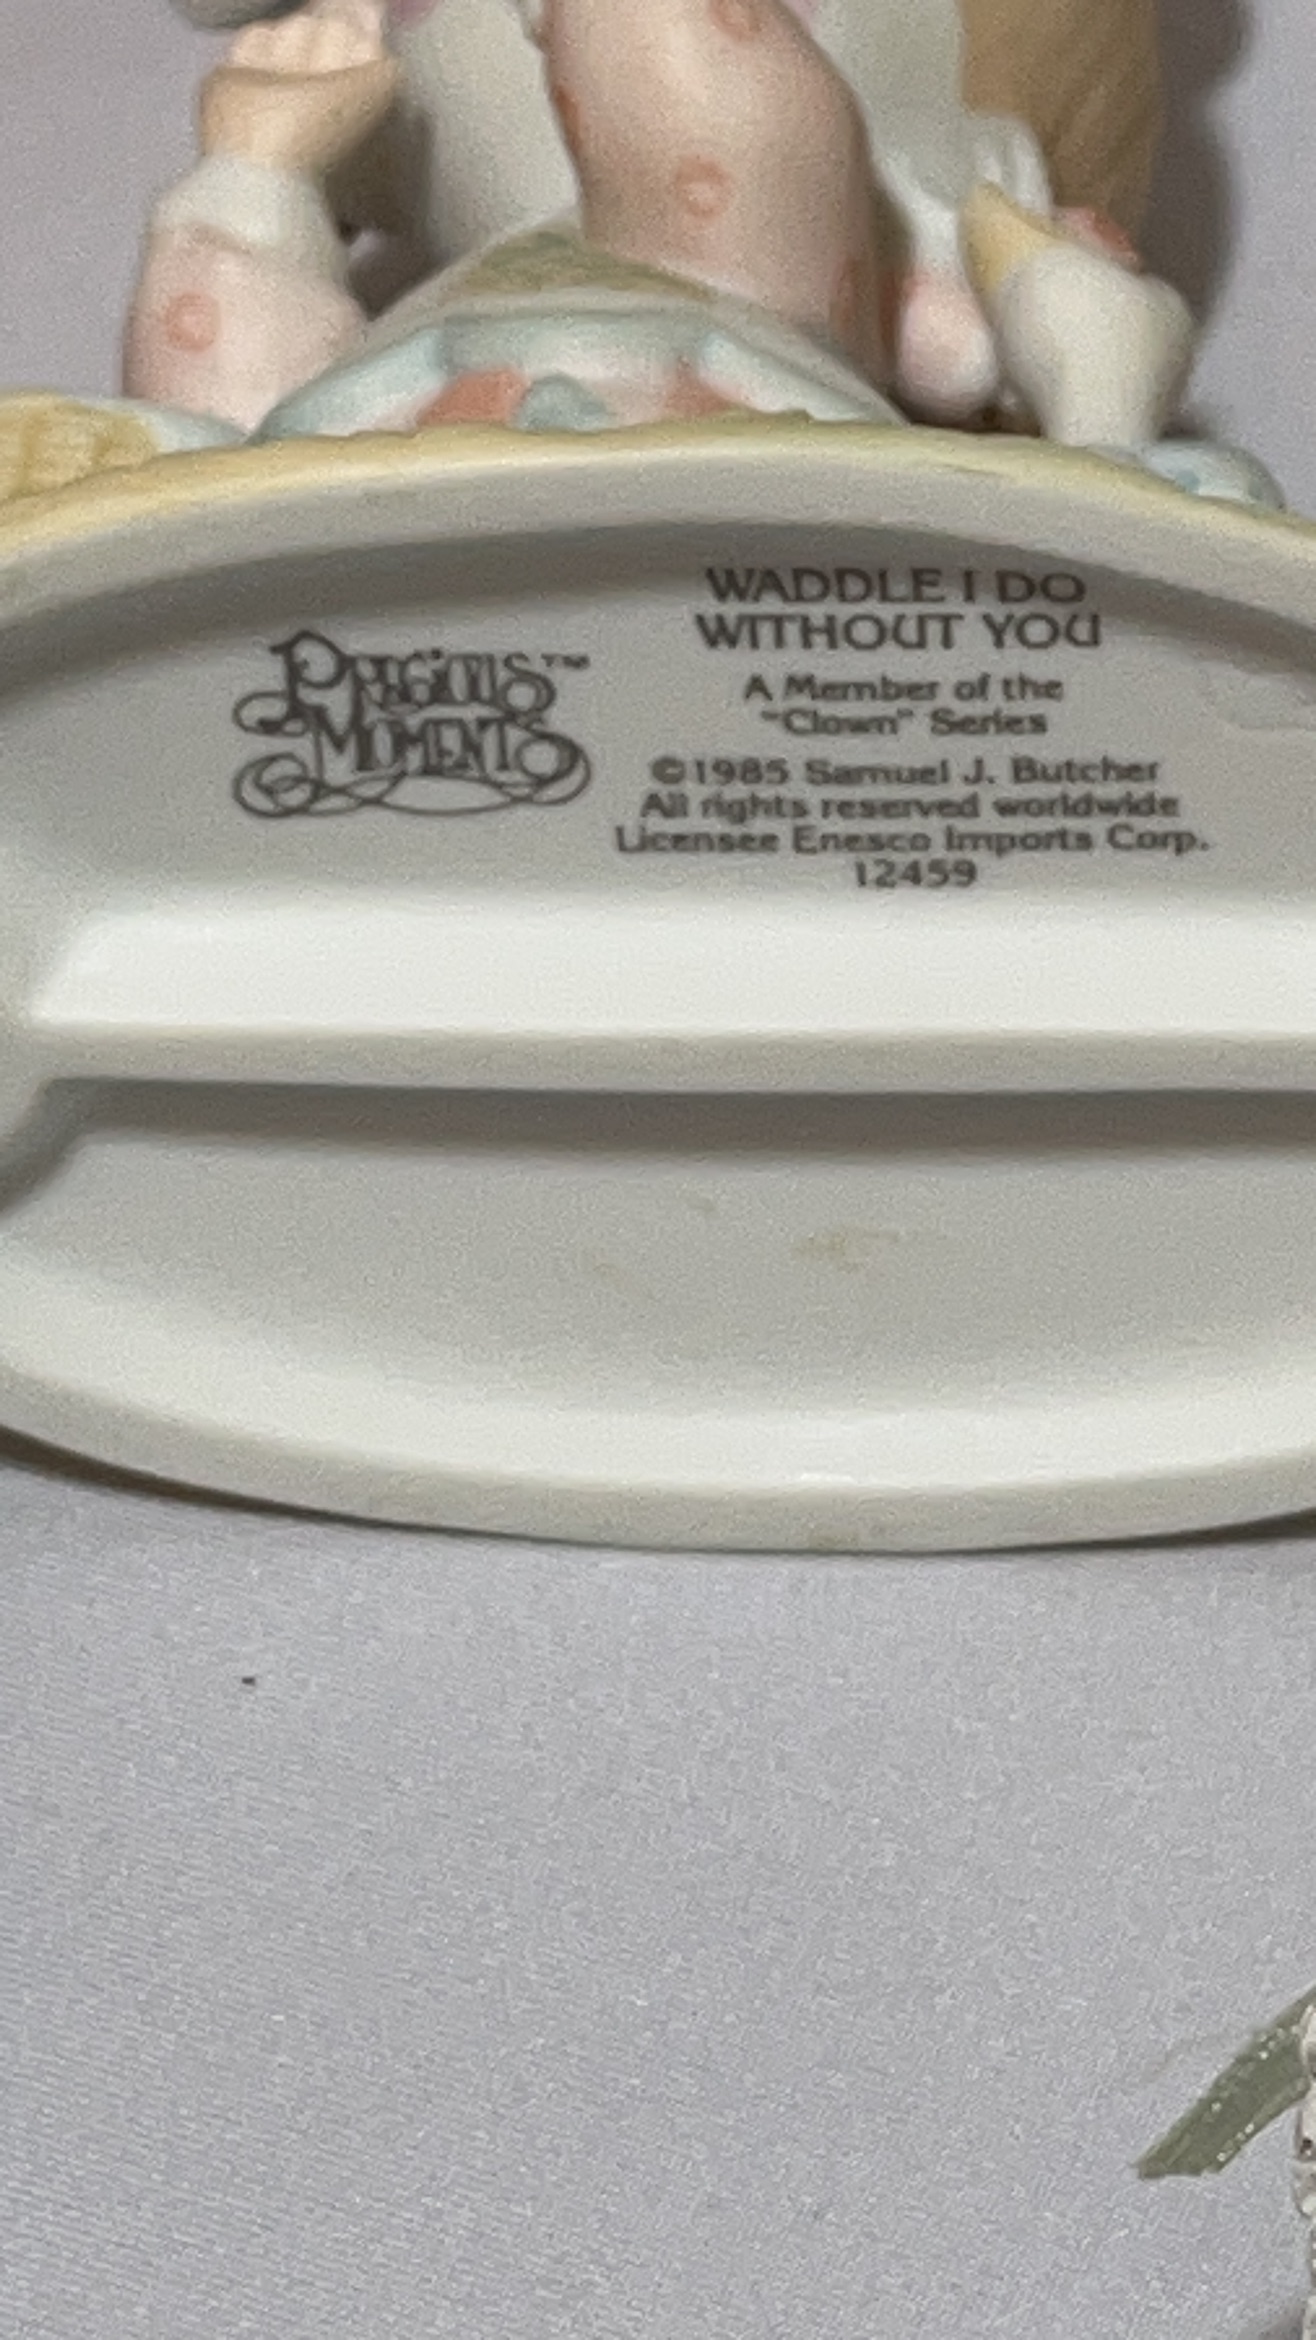 PRECIOUS™
MOMENTS
WADDLE I DO
WITHOUT YOU
A Member of the
"Clown" Series
©1985 Samuel J. Butcher
All rights reserved worldwide
Licensee Enesco Imports Corp.
12459